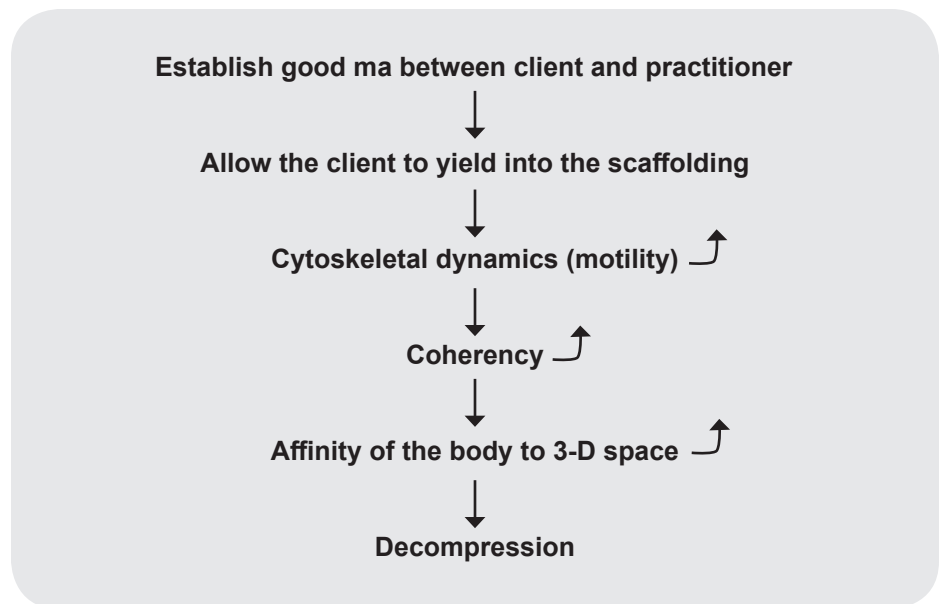 Establish good ma between client and practitioner
Allow the client to yield into the scaffolding
Cytoskeletal dynamics (motility)
Coherency
Affinity of the body to 3-D space
Decompression